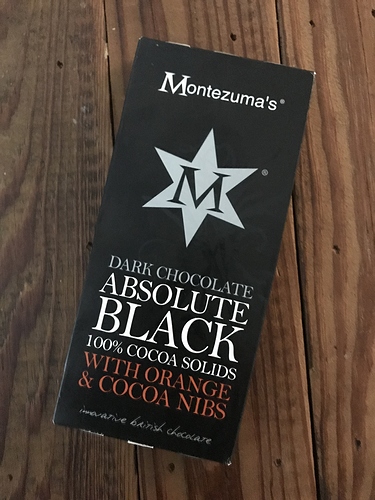 Montezuma's®
M®
DARK CHOCOLATE
ABSOLUTE
BLACK
100% COCOA SOLIDS
WITH ORANGE
& COCOA NIBS
innovative british chocolate